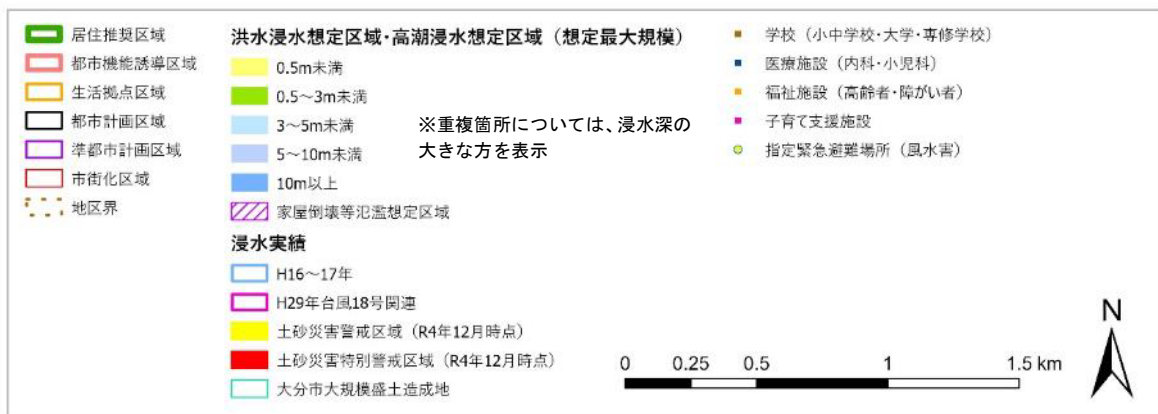 居住推奨区域
都市機能誘導区域
生活拠点区域
都市計画区域
準都市計画区域
市街化区域
地区界
洪水浸水想定区域・高潮浸水想定区域（想定最大規模）
0.5m未満
0.5～3m未満
3～5m未満
5～10m未満
10m以上
家屋倒壊等氾濫想定区域
※重複箇所については、浸水深の
大きな方を表示
浸水実績
H16～17年
H29年台風18号関連
土砂災害警戒区域（R4年12月時点）
土砂災害特別警戒区域（R4年12月時点）
大分市大規模盛土造成地
学校（小中学校・大学・専修学校）
医療施設（内科・小児科）
福祉施設（高齢者・障がい者）
子育て支援施設
指定緊急避難場所（風水害）
0 0.25 0.5 1 1.5 km
N